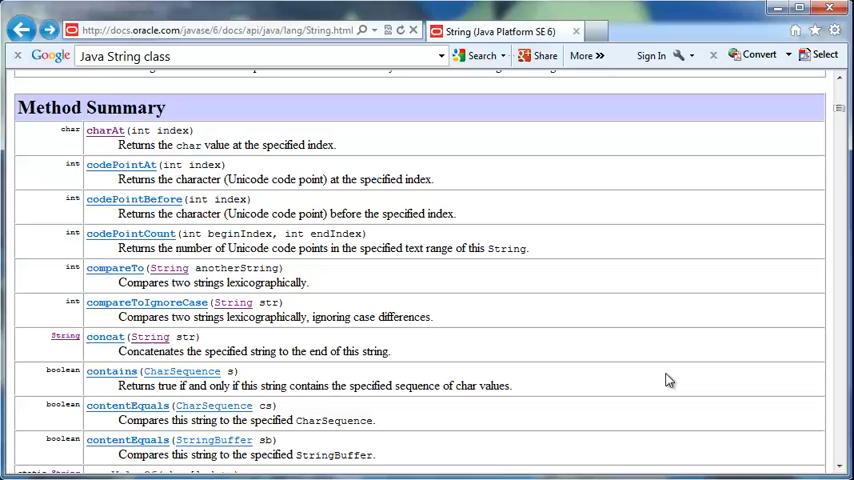 http://docs.oracle.com/javase/6/docs/api/java/lang/String.html
String (Java Platform SE 6)
Google Java String class Search Share More » Sign In Convert Select
Method Summary
char charAt(int index)
Returns the char value at the specified index.
int codePointAt(int index)
Returns the character (Unicode code point) at the specified index.
int codePointBefore(int index)
Returns the character (Unicode code point) before the specified index.
int codePointCount(int beginIndex, int endIndex)
Returns the number of Unicode code points in the specified text range of this String.
int compareTo(String anotherString)
Compares two strings lexicographically.
int compareToIgnoreCase(String str)
Compares two strings lexicographically, ignoring case differences.
String concat(String str)
Concatenates the specified string to the end of this string.
boolean contains(CharSequence s)
Returns true if and only if this string contains the specified sequence of char values.
boolean contentEquals(CharSequence cs)
Compares this string to the specified CharSequence.
boolean contentEquals(StringBuffer sb)
Compares this string to the specified StringBuffer.